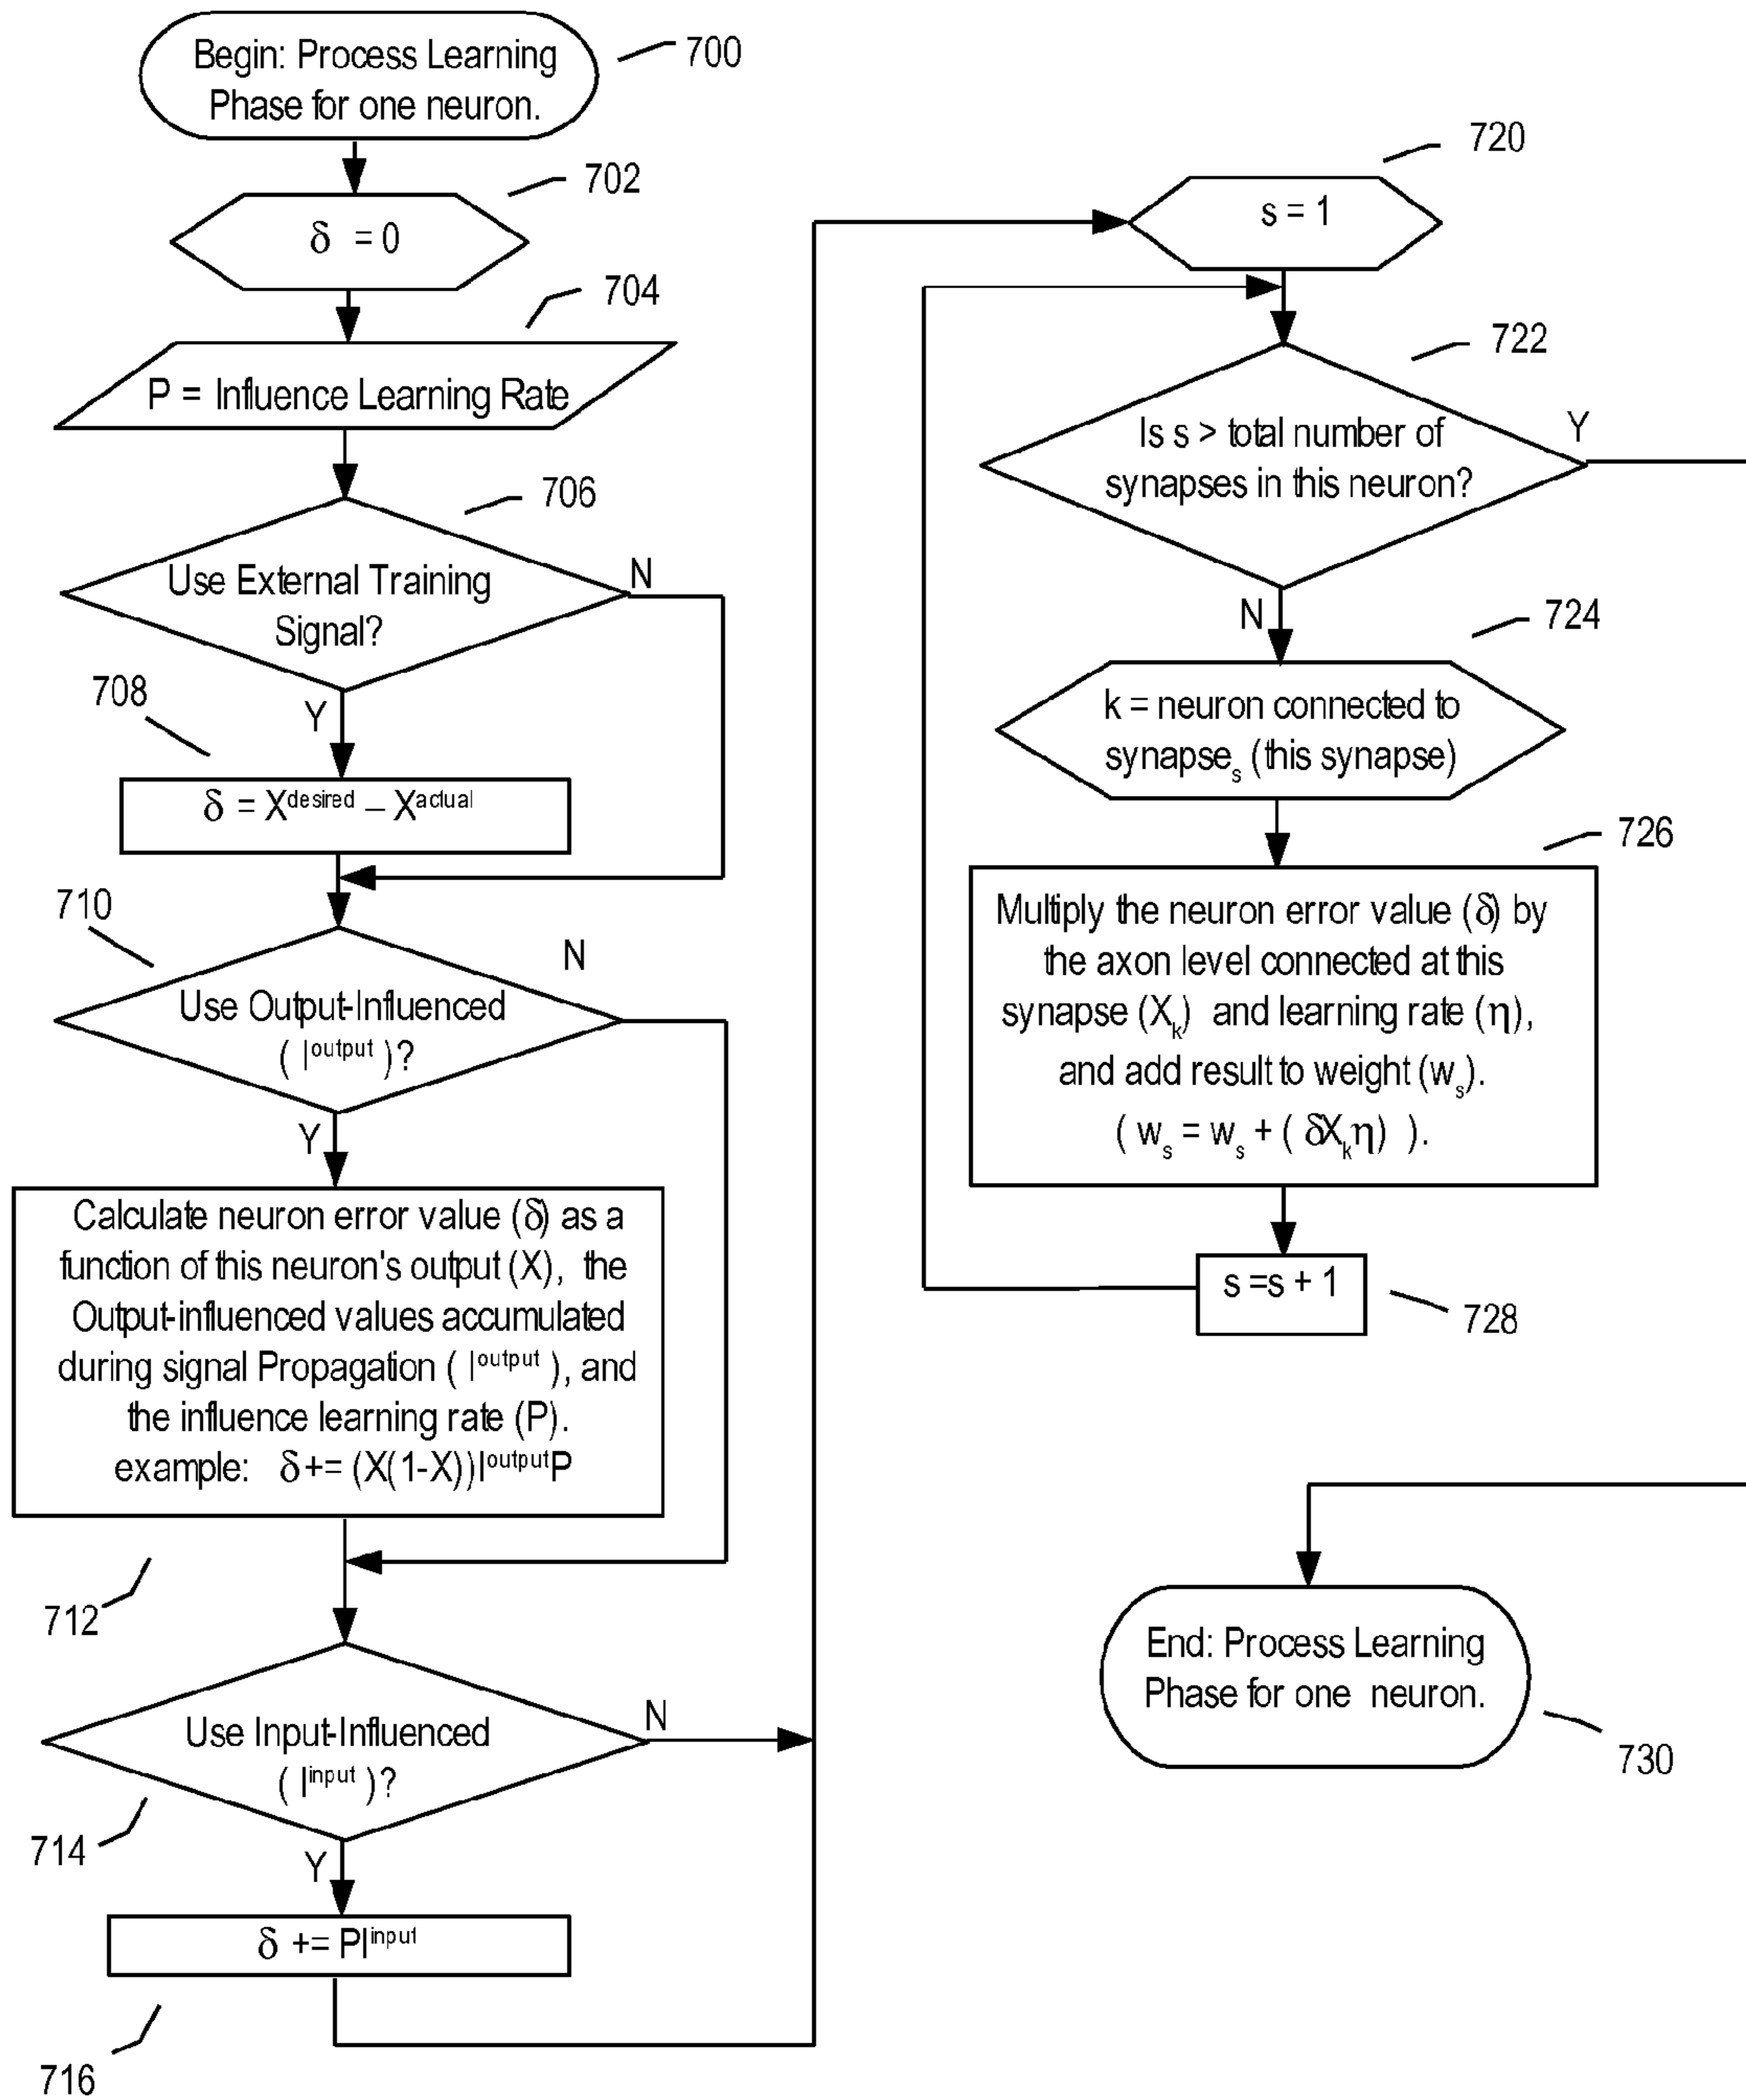 Begin: Process Learning
Phase for one neuron.
700
δ = 0
702
P = Influence Learning Rate
704
Use External Training
Signal?
706
N
Y
708
δ = X^desired – X^actual
710
Use Output-Influenced
( I^output )?
N
Y
Calculate neuron error value (δ) as a
function of this neuron's output (X), the
Output-influenced values accumulated
during signal Propagation ( I^output ), and
the influence learning rate (P).
example: δ += (X(1-X))I^output P
712
Use Input-Influenced
( I^input )?
N
714
Y
δ += PI^input
716
s = 1
720
722
Is s > total number of
synapses in this neuron?
Y
N
724
k = neuron connected to
synapse_s (this synapse)
726
Multiply the neuron error value (δ) by
the axon level connected at this
synapse (X_k) and learning rate (η),
and add result to weight (w_s).
( w_s = w_s + ( δX_kη) ).
s =s + 1
728
End: Process Learning
Phase for one neuron.
730